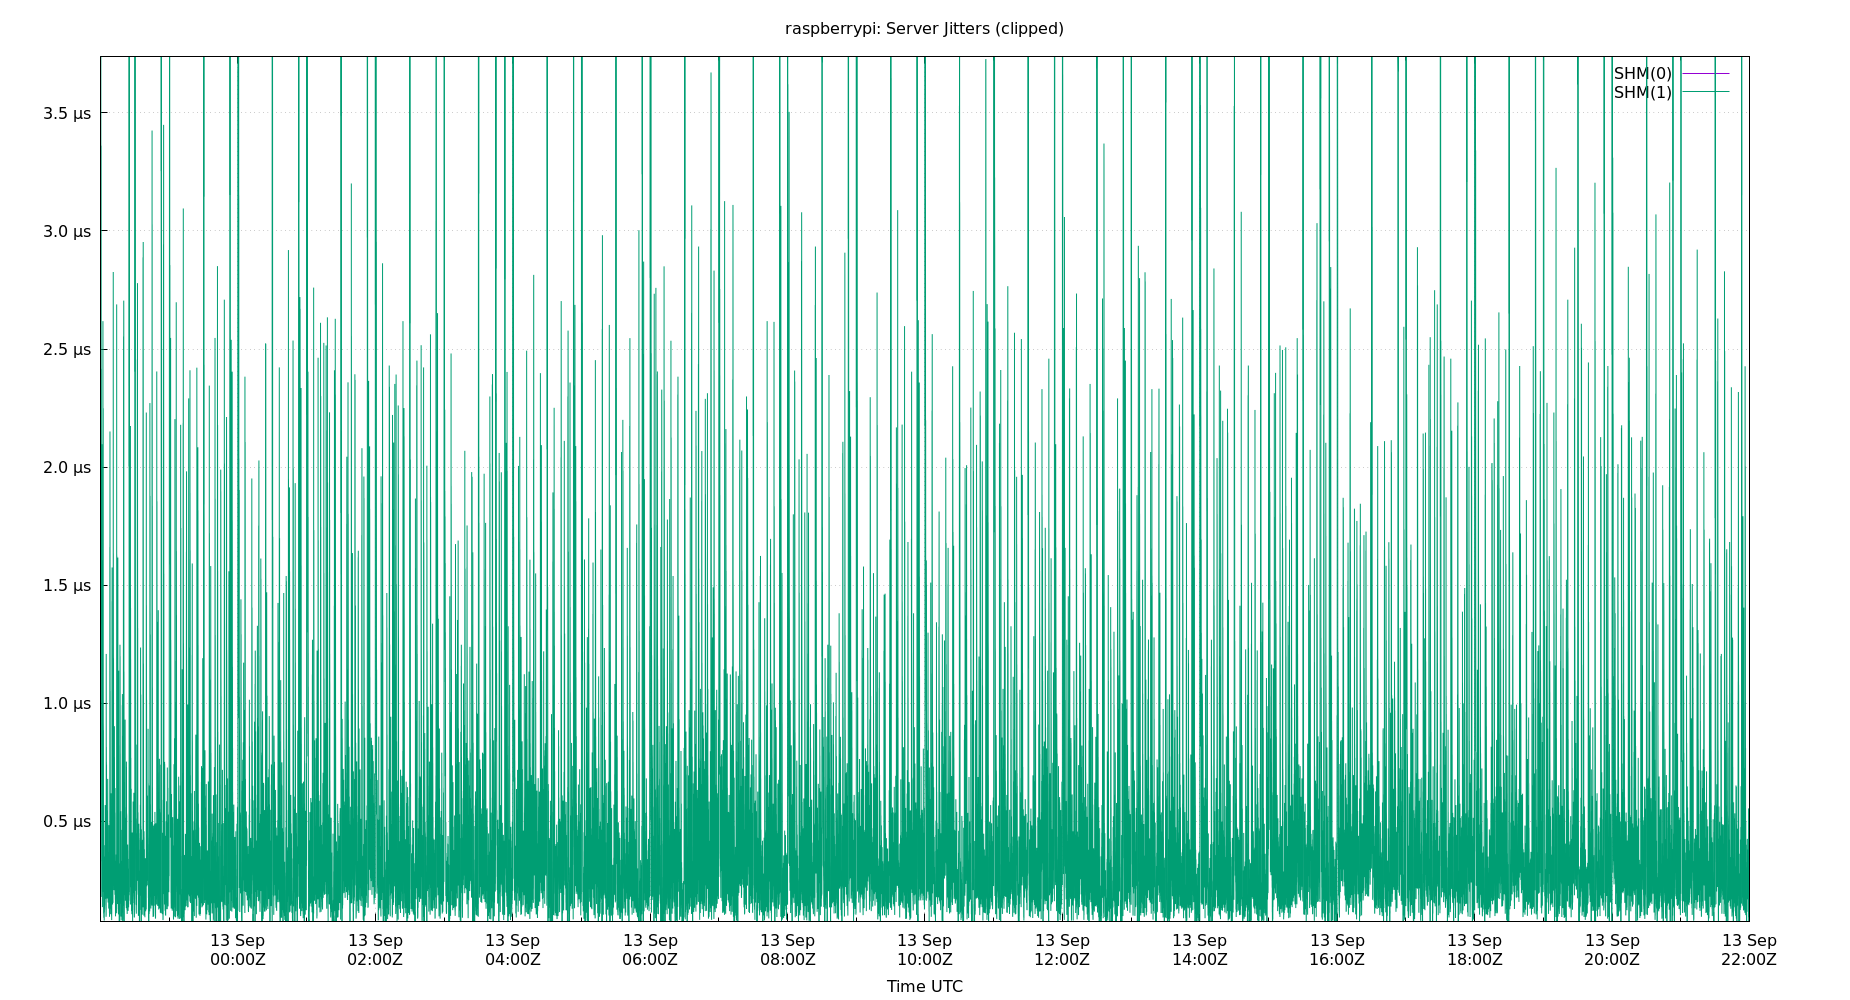 raspberrypi: Server Jitters (clipped)
SHM(0)
SHM(1)
3.5 µs
3.0 µs
2.5 µs
2.0 µs
1.5 µs
1.0 µs
0.5 µs
13 Sep 13 Sep 13 Sep 13 Sep 13 Sep 13 Sep 13 Sep 13 Sep 13 Sep 13 Sep 13 Sep 13 Sep
00:00Z 02:00Z 04:00Z 06:00Z 08:00Z 10:00Z 12:00Z 14:00Z 16:00Z 18:00Z 20:00Z 22:00Z
Time UTC